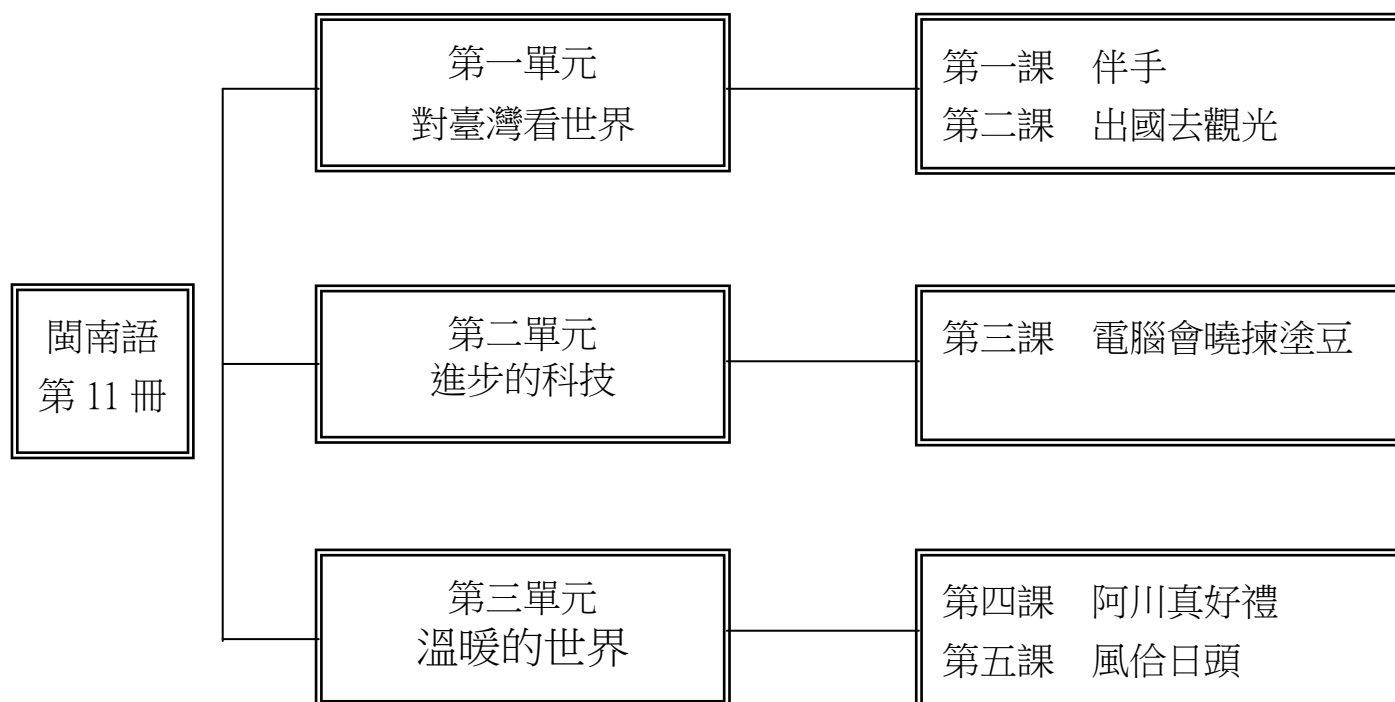 閩南語
第 11 冊
第一單元
對臺灣看世界
第一課　伴手
第二課　出國去觀光
第二單元
進步的科技
第三課　電腦會曉揀塗豆
第三單元
溫暖的世界
第四課　阿川真好禮
第五課　風佮日頭